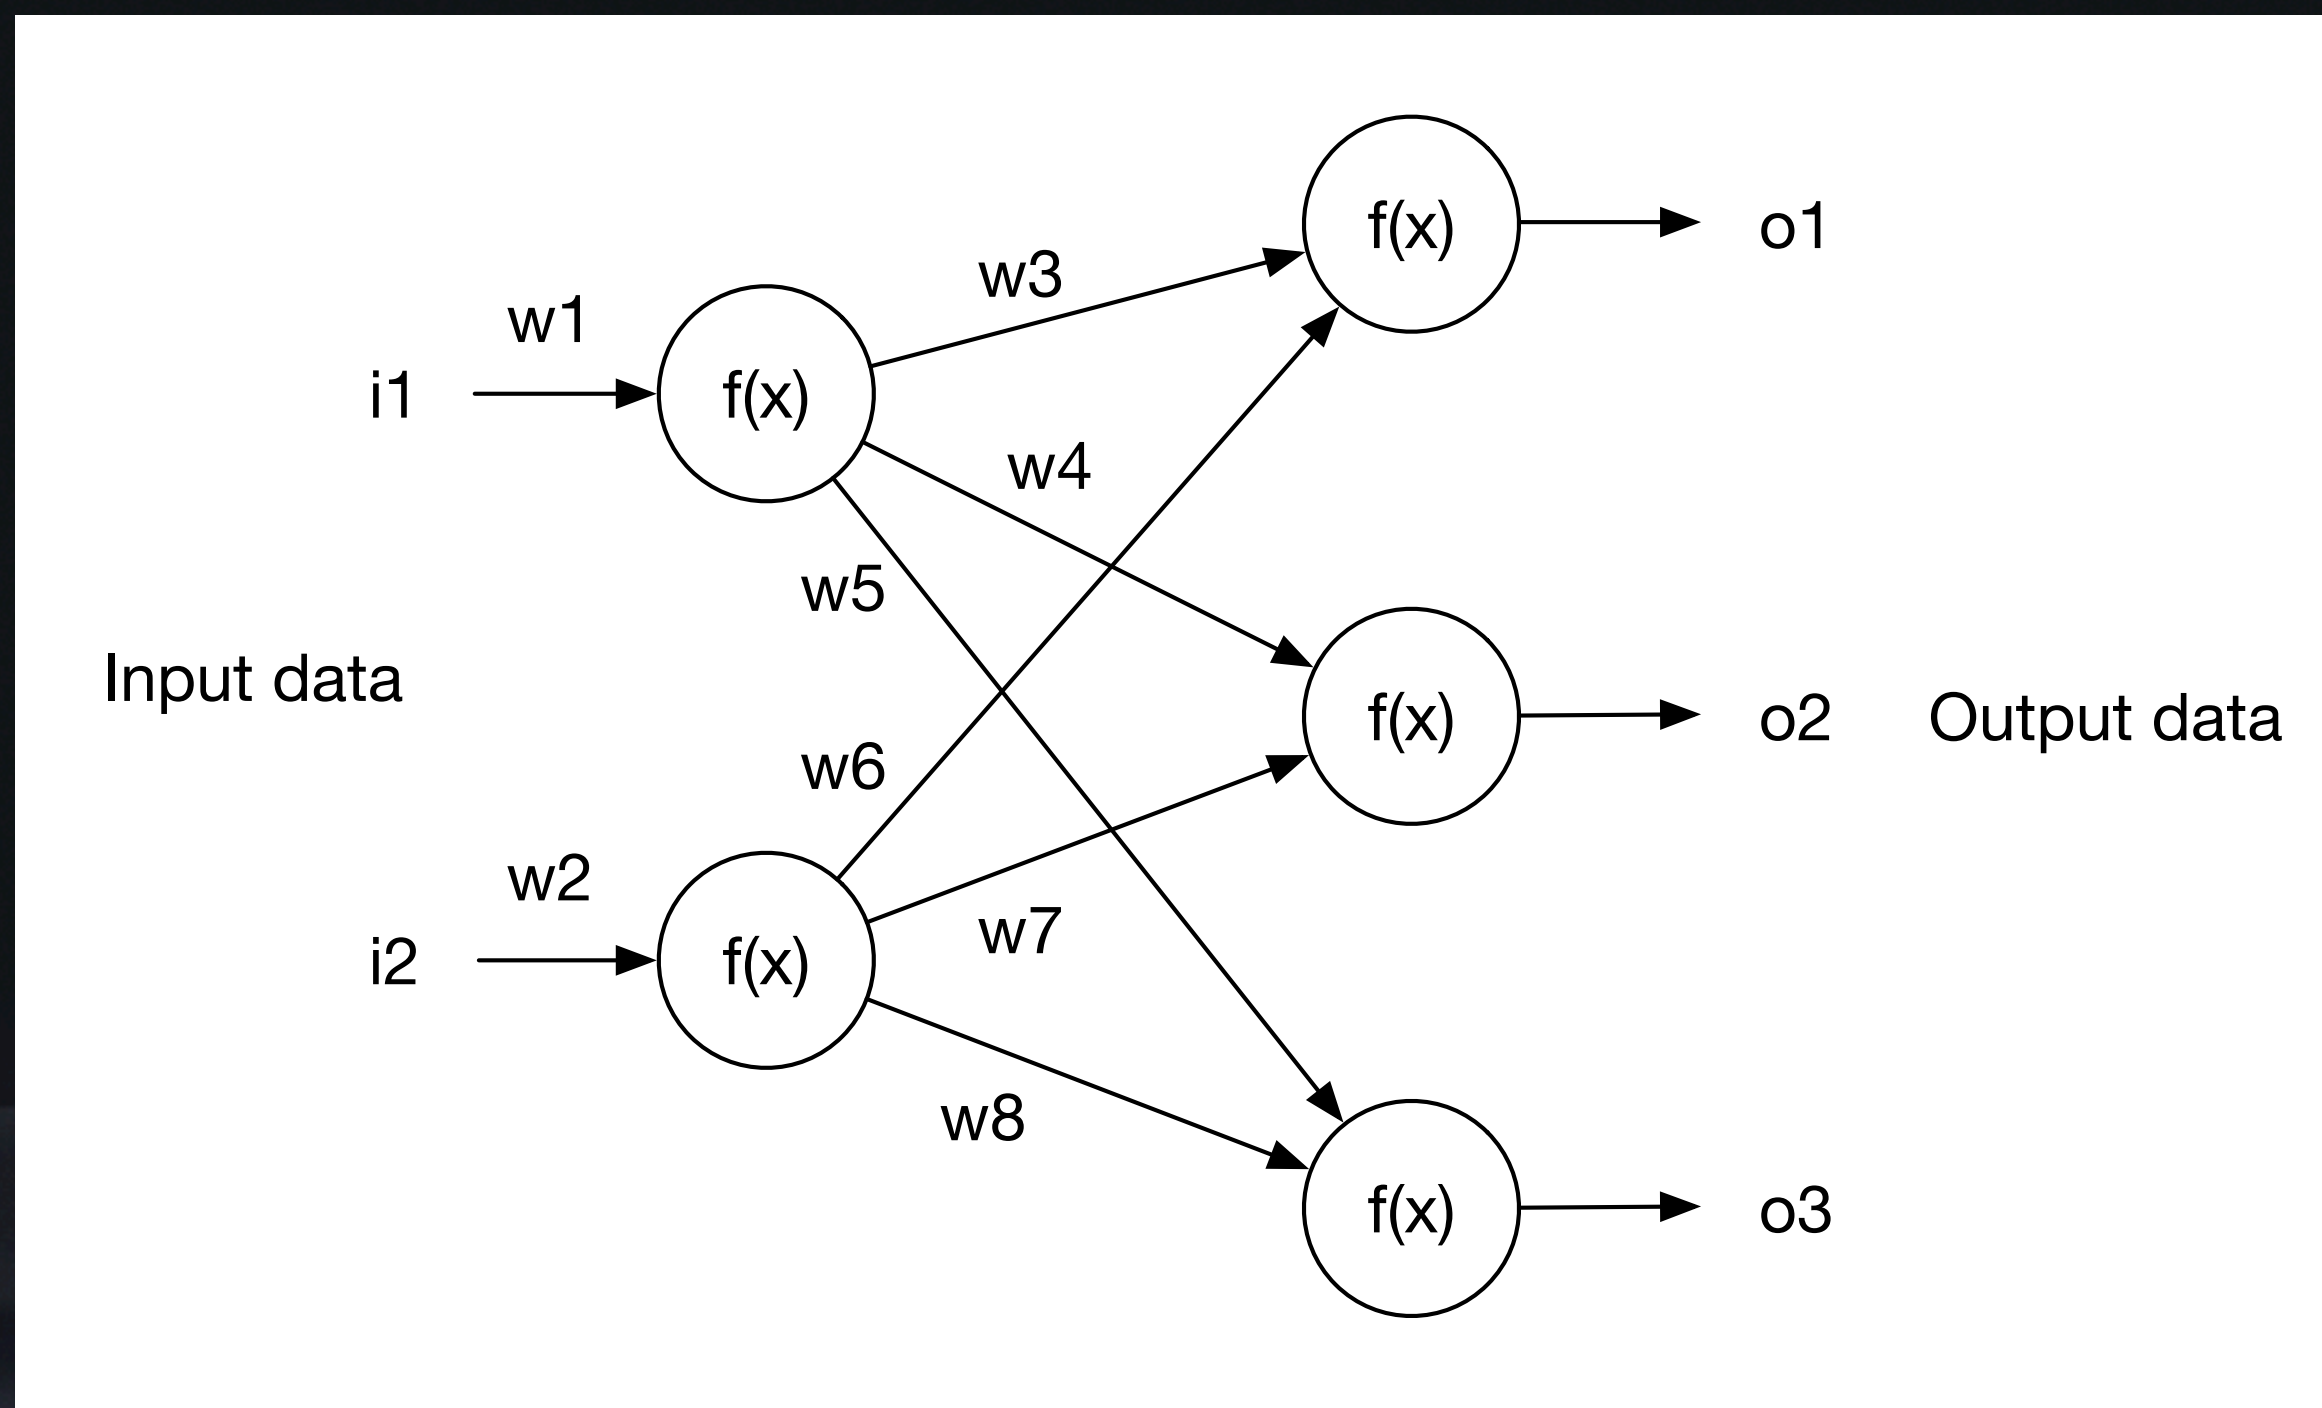 f(x)
o1
w3
w1
f(x)
i1
w4
w5
Input data
f(x)
o2
Output data
w6
w2
w7
f(x)
i2
w8
f(x)
o3